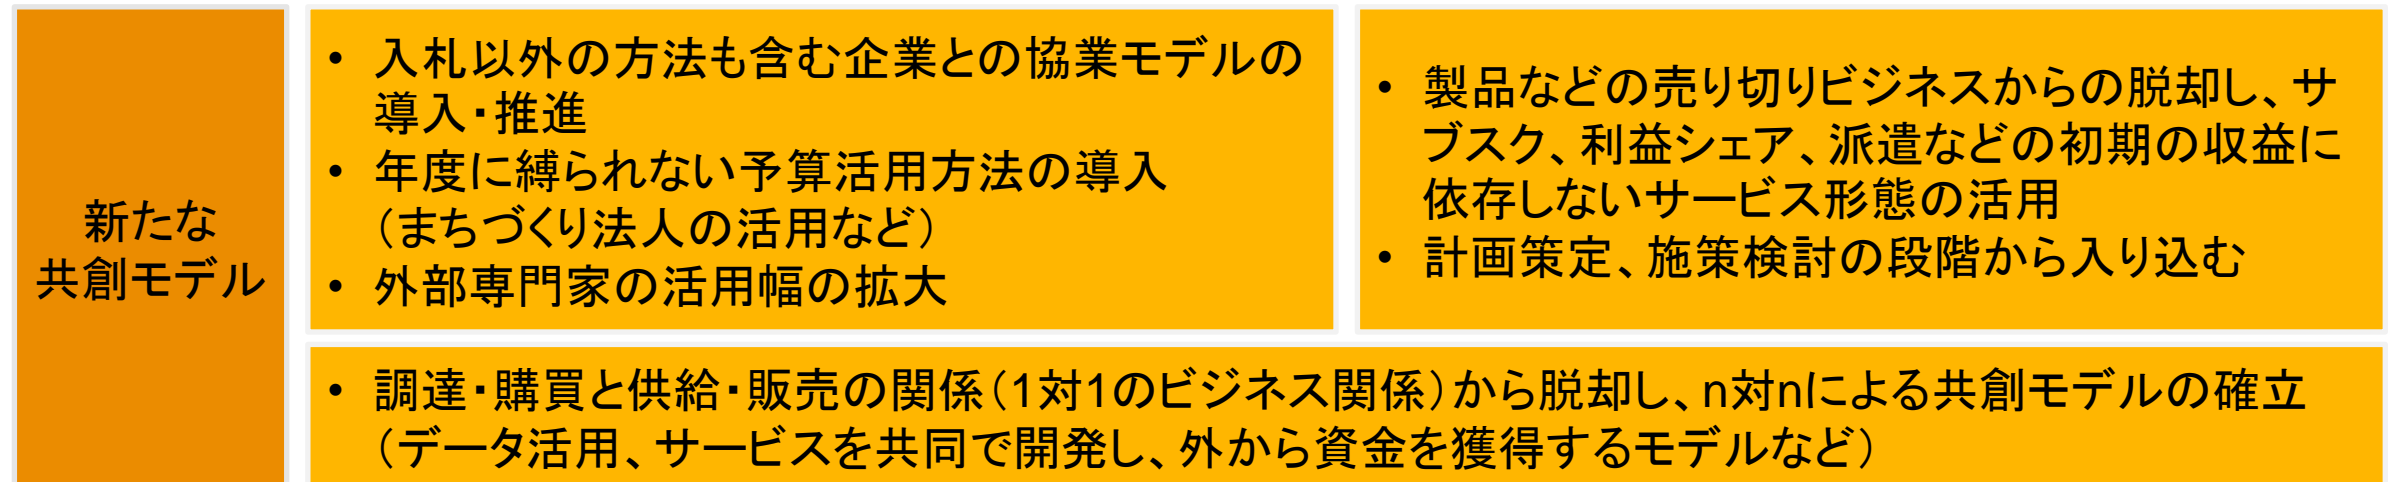 新たな
共創モデル
• 入札以外の方法も含む企業との協業モデルの
導入・推進
• 年度に縛られない予算活用方法の導入
（まちづくり法人の活用など）
• 外部専門家の活用幅の拡大
• 製品などの売り切りビジネスからの脱却し、サ
ブスク、利益シェア、派遣などの初期の収益に
依存しないサービス形態の活用
• 計画策定、施策検討の段階から入り込む
• 調達・購買と供給・販売の関係（1対1のビジネス関係）から脱却し、n対nによる共創モデルの確立
（データ活用、サービスを共同で開発し、外から資金を獲得するモデルなど）